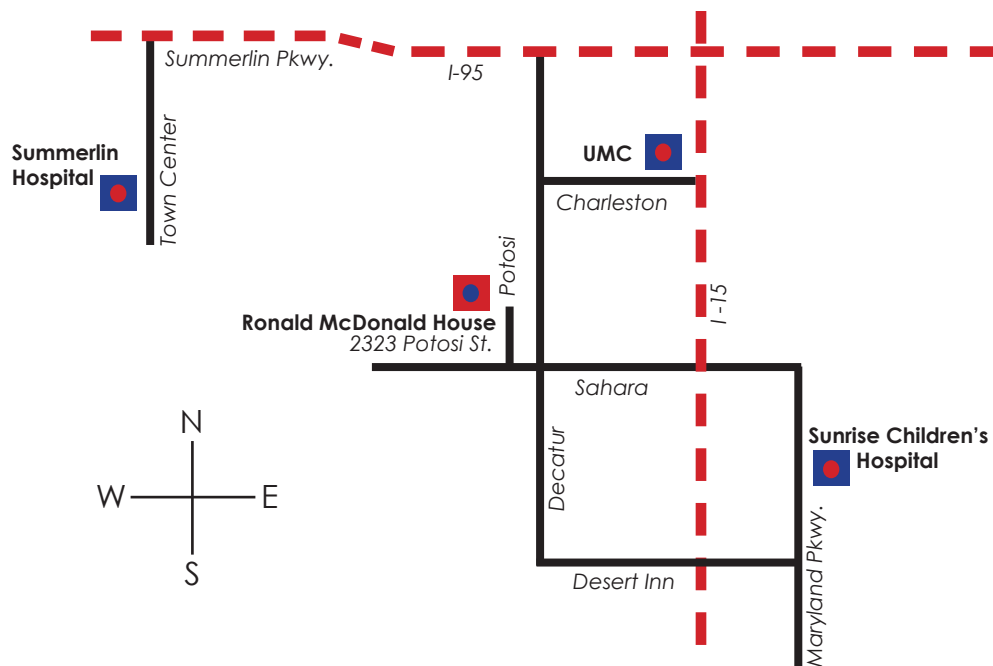 Summerlin Pkwy.
I-95
Summerlin
Hospital
Town Center
UMC
Charleston
Potosi
I -15
Ronald McDonald House
2323 Potosi St.
Sahara
Decatur
Sunrise Children's
Hospital
N
W
E
S
Desert Inn
Maryland Pkwy.